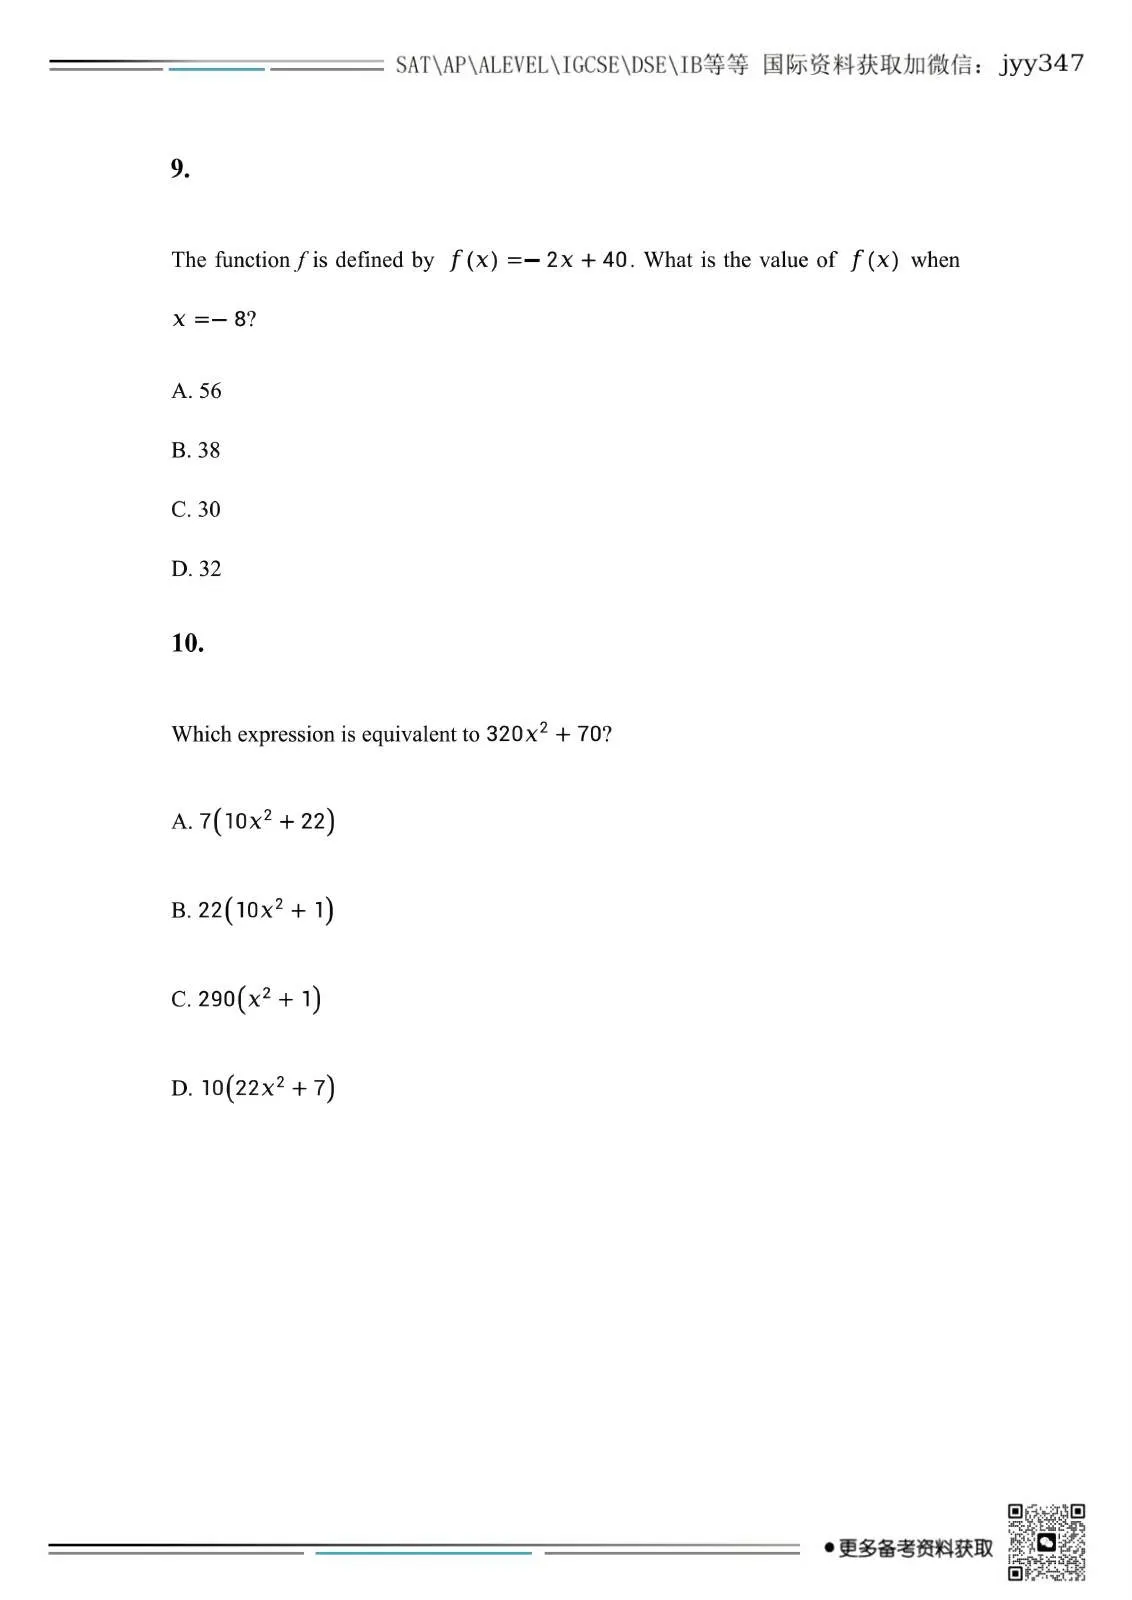 SAT\AP\ALEVEL\IGCSE\DSE\IB等等 国际资料获取加微信：jyy347
9.
The function f is defined by f(x) =− 2x + 40. What is the value of f(x) when
x =− 8?
A. 56
B. 38
C. 30
D. 32
10.
Which expression is equivalent to 320x² + 70?
A. 7(10x² + 22)
B. 22(10x² + 1)
C. 290(x² + 1)
D. 10(22x² + 7)
●更多备考资料获取